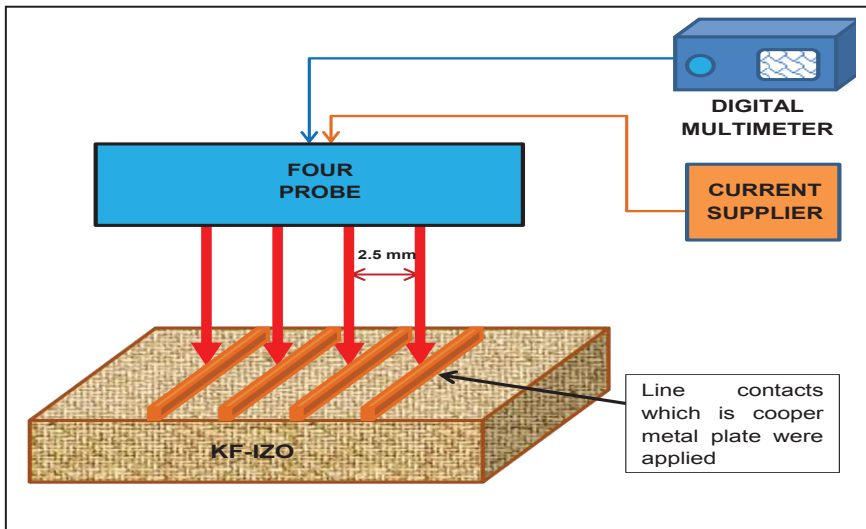 DIGITAL
MULTIMETER
FOUR
PROBE
CURRENT
SUPPLIER
2.5 mm
Line contacts
which is cooper
metal plate were
applied
KF-IZO